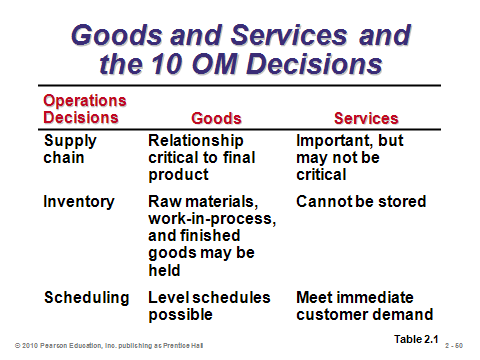 Goods and Services and
the 10 OM Decisions
Operations
Decisions Goods Services
Supply Relationship Important, but
chain critical to final may not be
product critical
Inventory Raw materials, Cannot be stored
work-in-process,
and finished
goods may be
held
Scheduling Level schedules Meet immediate
possible customer demand
Table 2.1
© 2010 Pearson Education, Inc. publishing as Prentice Hall 2 - 50